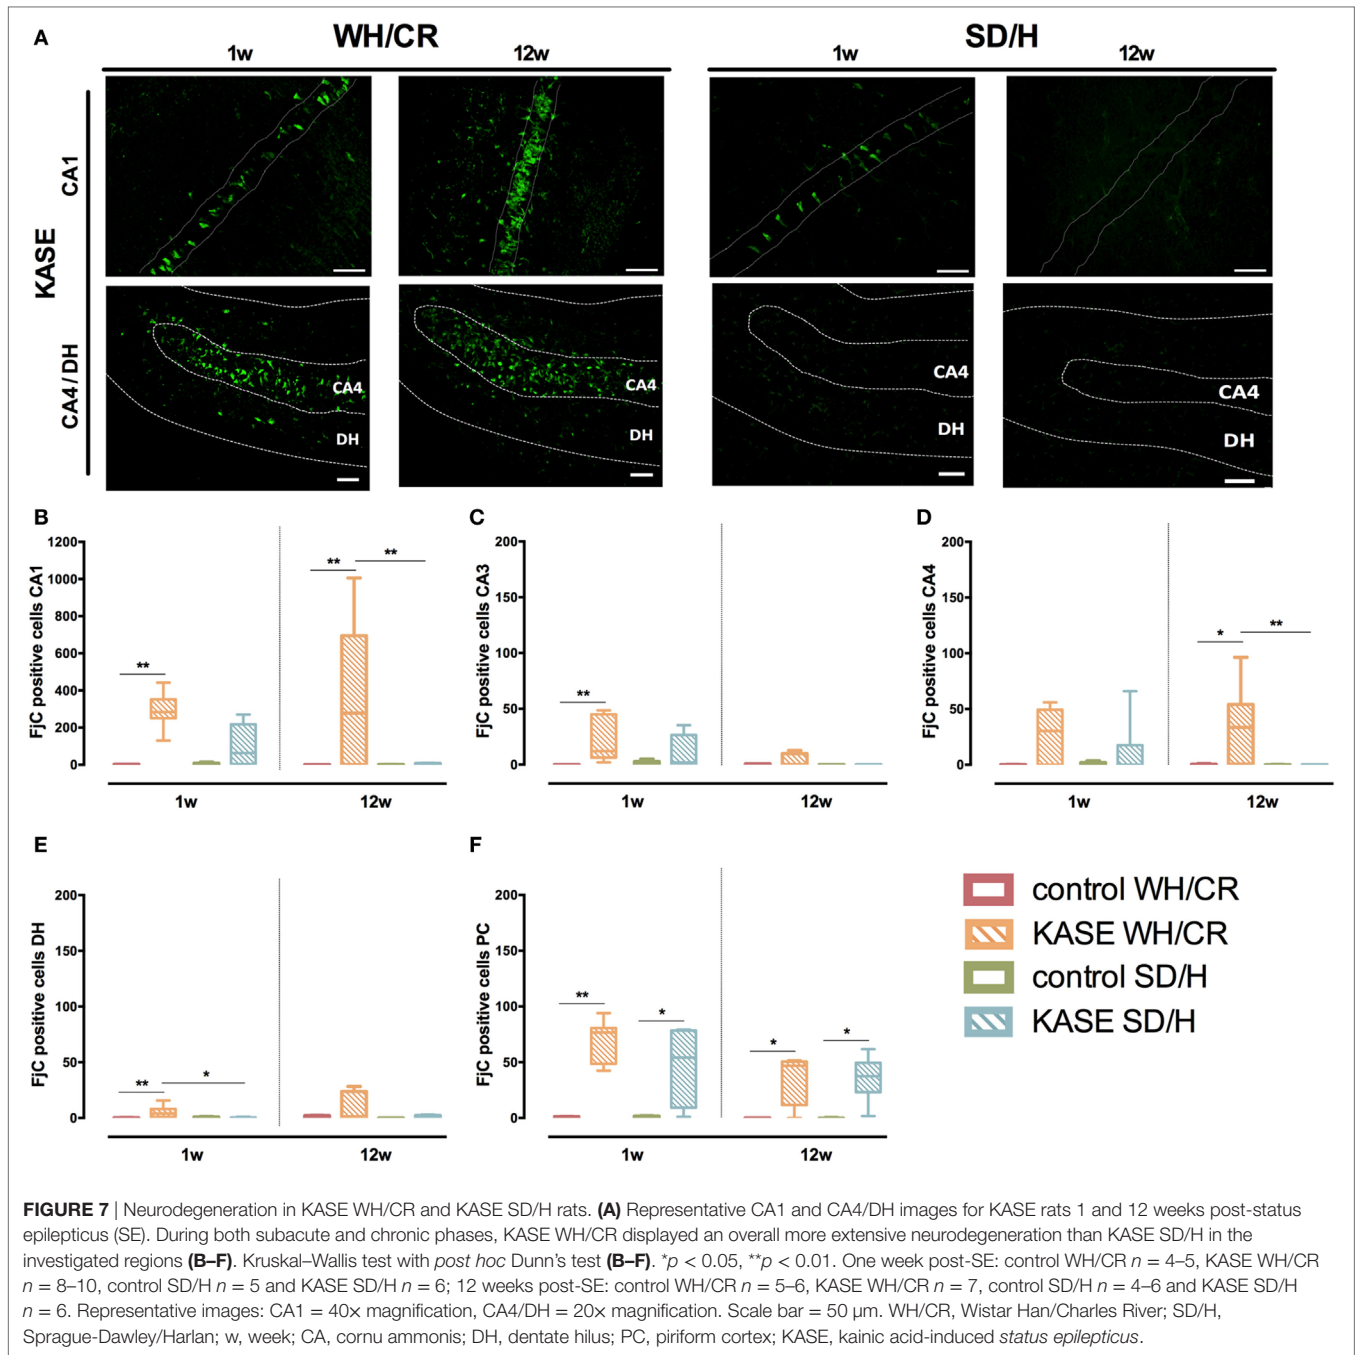 A
WH/CR
SD/H
1w
12w
1w
12w
KASE
CA1
CA4 / DH
CA4
DH
CA4
DH
CA4
DH
CA4
DH
B
FjC positive cells CA1
1200
1000
800
600
400
200
0
**
**
**
1w
12w
C
FjC positive cells CA3
200
150
100
50
0
**
1w
12w
D
FjC positive cells CA4
200
150
100
50
0
*
**
1w
12w
E
FjC positive cells DH
200
150
100
50
0
**
*
1w
12w
F
FjC positive cells PC
200
150
100
50
0
**
*
*
*
1w
12w
control WH/CR
KASE WH/CR
control SD/H
KASE SD/H
FIGURE 7 | Neurodegeneration in KASE WH/CR and KASE SD/H rats. (A) Representative CA1 and CA4/DH images for KASE rats 1 and 12 weeks post-status
epilepticus (SE). During both subacute and chronic phases, KASE WH/CR displayed an overall more extensive neurodegeneration than KASE SD/H in the
investigated regions (B–F). Kruskal–Wallis test with post hoc Dunn's test (B–F). *p < 0.05, **p < 0.01. One week post-SE: control WH/CR n = 4–5, KASE WH/CR
n = 8–10, control SD/H n = 5 and KASE SD/H n = 6; 12 weeks post-SE: control WH/CR n = 5–6, KASE WH/CR n = 7, control SD/H n = 4–6 and KASE SD/H
n = 6. Representative images: CA1 = 40× magnification, CA4/DH = 20× magnification. Scale bar = 50 µm. WH/CR, Wistar Han/Charles River; SD/H,
Sprague-Dawley/Harlan; w, week; CA, cornu ammonis; DH, dentate hilus; PC, piriform cortex; KASE, kainic acid-induced status epilepticus.